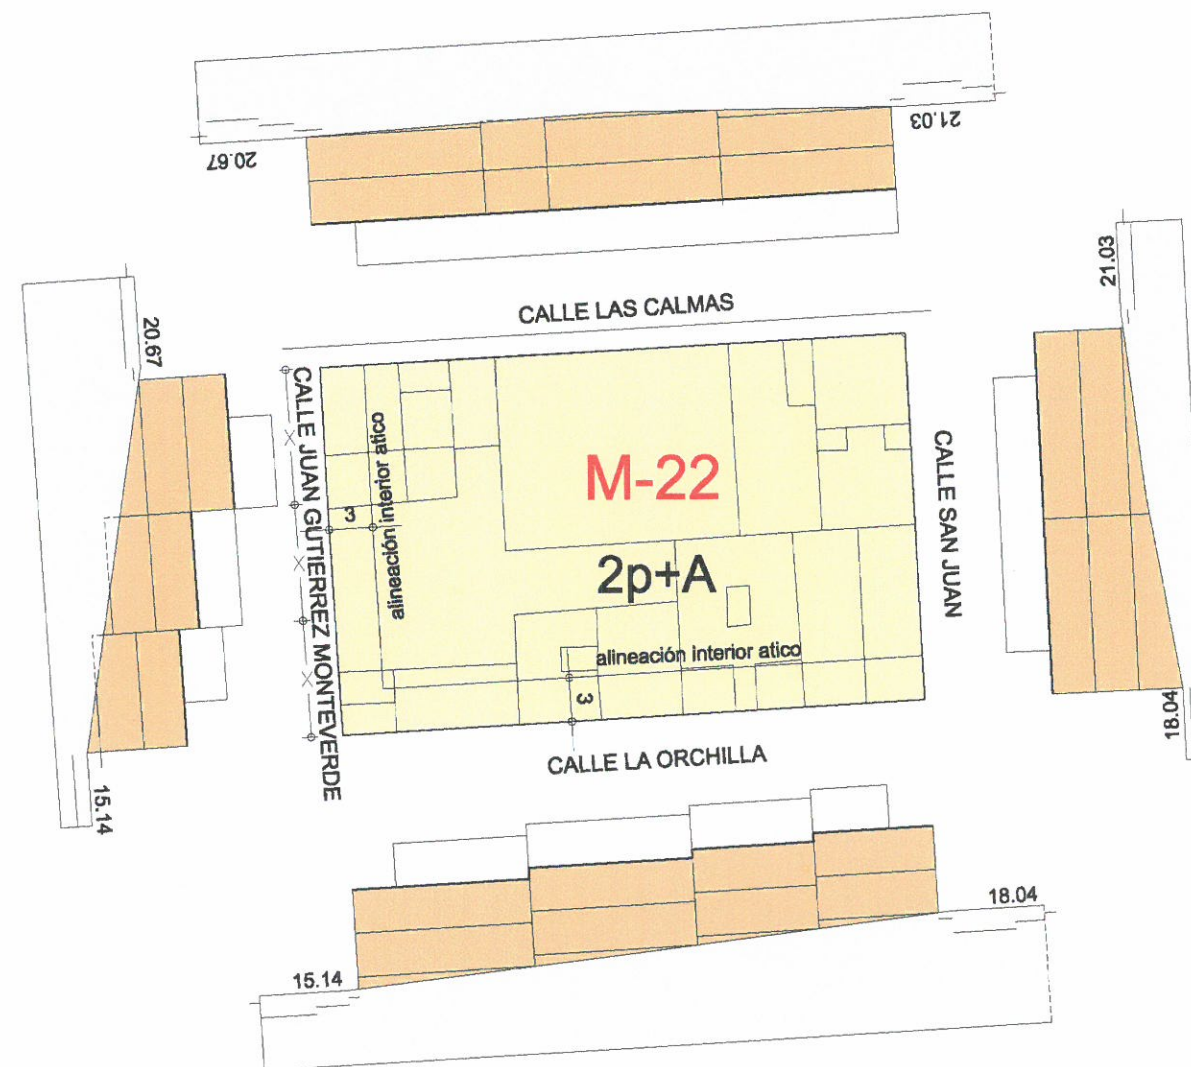 20.67
21.03
21.03
20.67
CALLE LAS CALMAS
CALLE JUAN GUTIERREZ MONTEVERDE
alineación interior atico
3
M-22
2p+A
CALLE SAN JUAN
alineación interior atico
3
CALLE LA ORCHILLA
18.04
15.14
18.04
15.14